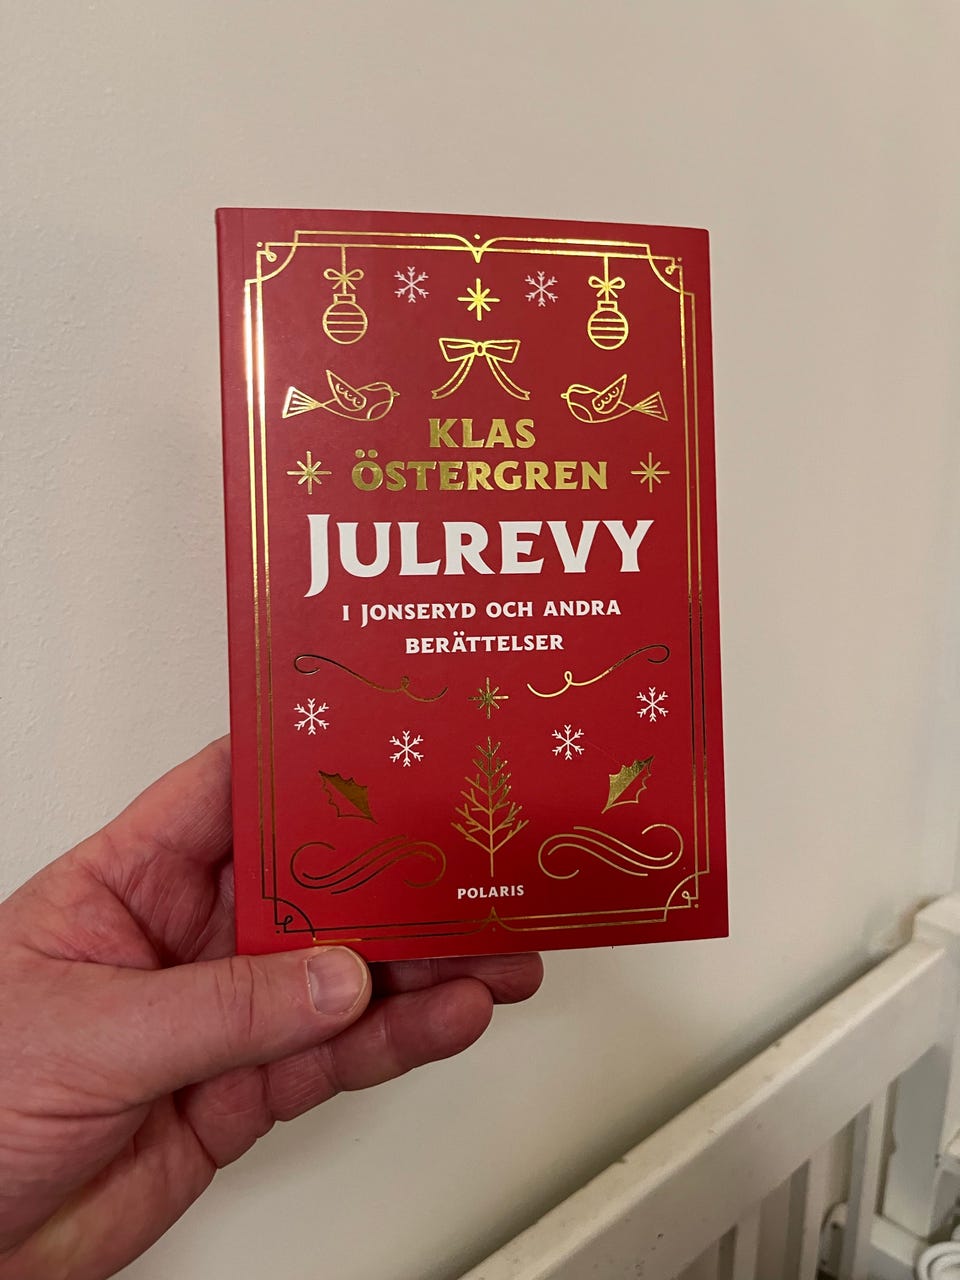 KLAS
ÖSTERGREN
JULREVY
I JONSERYD OCH ANDRA
BERÄTTELSER
POLARIS